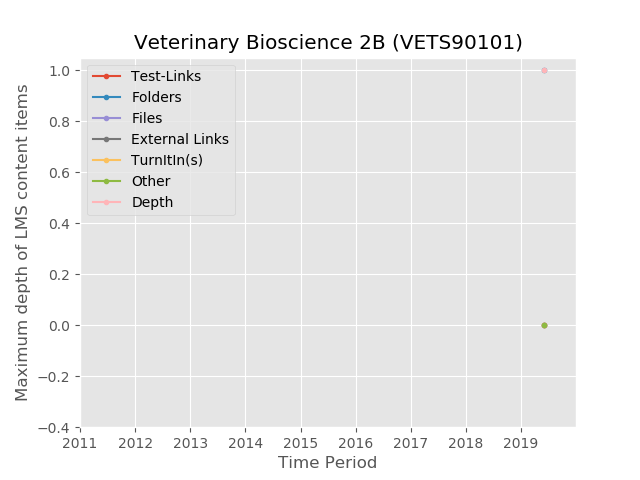 Veterinary Bioscience 2B (VETS90101)
Maximum depth of LMS content items
1.0
0.8
0.6
0.4
0.2
0.0
−0.2
−0.4
Test-Links
Folders
Files
External Links
TurnItIn(s)
Other
Depth
2011 2012 2013 2014 2015 2016 2017 2018 2019
Time Period